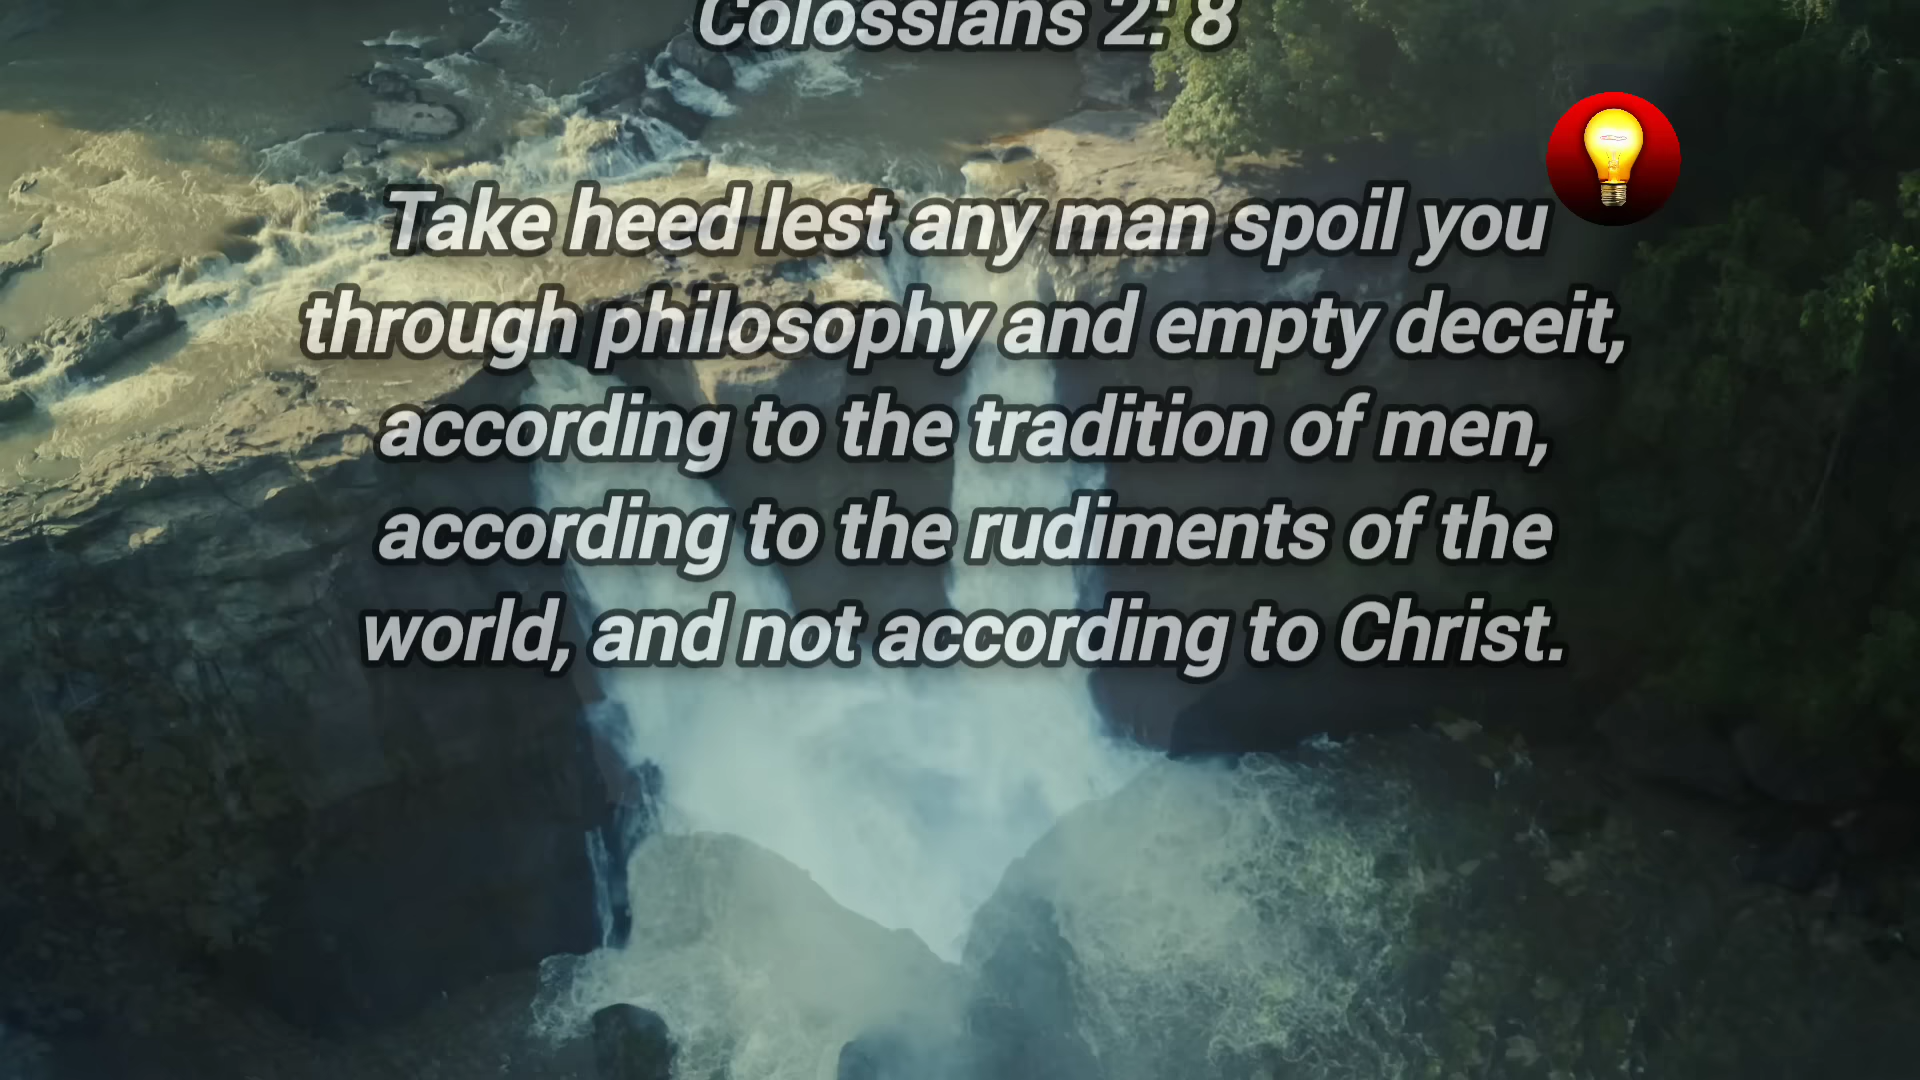 Colossians 2: 8
Take heed lest any man spoil you
through philosophy and empty deceit,
according to the tradition of men,
according to the rudiments of the
world, and not according to Christ.